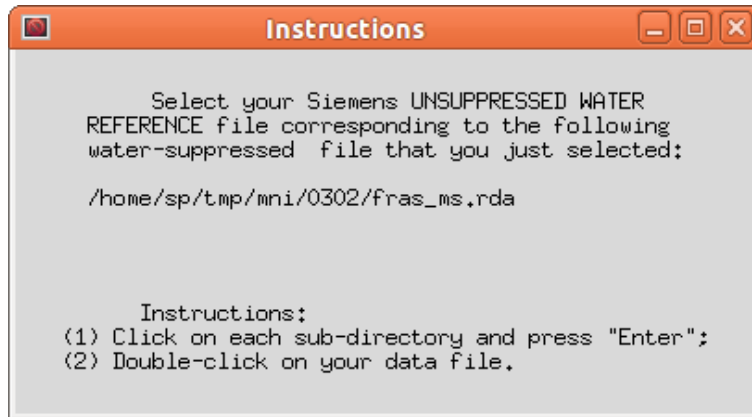 Instructions
Select your Siemens UNSUPPRESSED WATER
REFERENCE file corresponding to the following
water-suppressed  file that you just selected:
/home/sp/tmp/mni/0302/fras_ms.rda
Instructions:
(1) Click on each sub-directory and press "Enter";
(2) Double-click on your data file.